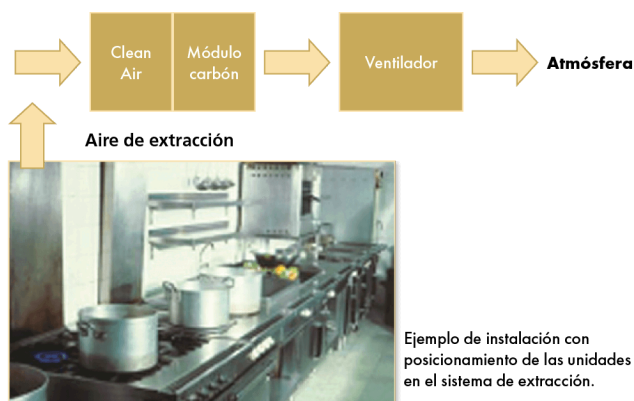 Clean
Air
Módulo
carbón
Ventilador
Atmósfera
Aire de extracción
Ejemplo de instalación con
posicionamiento de las unidades
en el sistema de extracción.